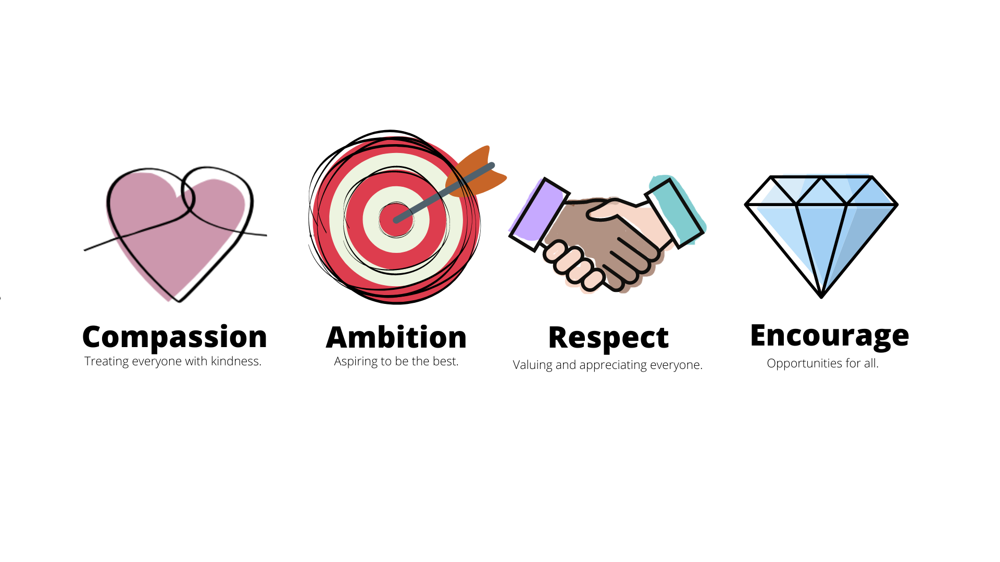 Compassion
Treating everyone with kindness.
Ambition
Aspiring to be the best.
Respect
Valuing and appreciating everyone.
Encourage
Opportunities for all.